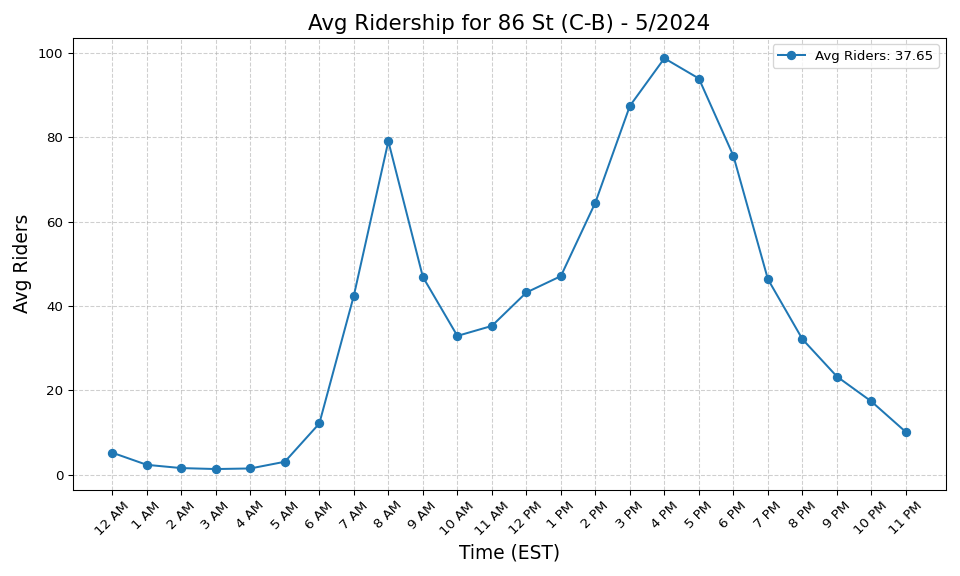 Avg Ridership for 86 St (C-B) - 5/2024
Avg Riders: 37.65
100
80
60
40
20
0
Avg Riders
12 AM
1 AM
2 AM
3 AM
4 AM
5 AM
6 AM
7 AM
8 AM
9 AM
10 AM
11 AM
12 PM
1 PM
2 PM
3 PM
4 PM
5 PM
6 PM
7 PM
8 PM
9 PM
10 PM
11 PM
Time (EST)